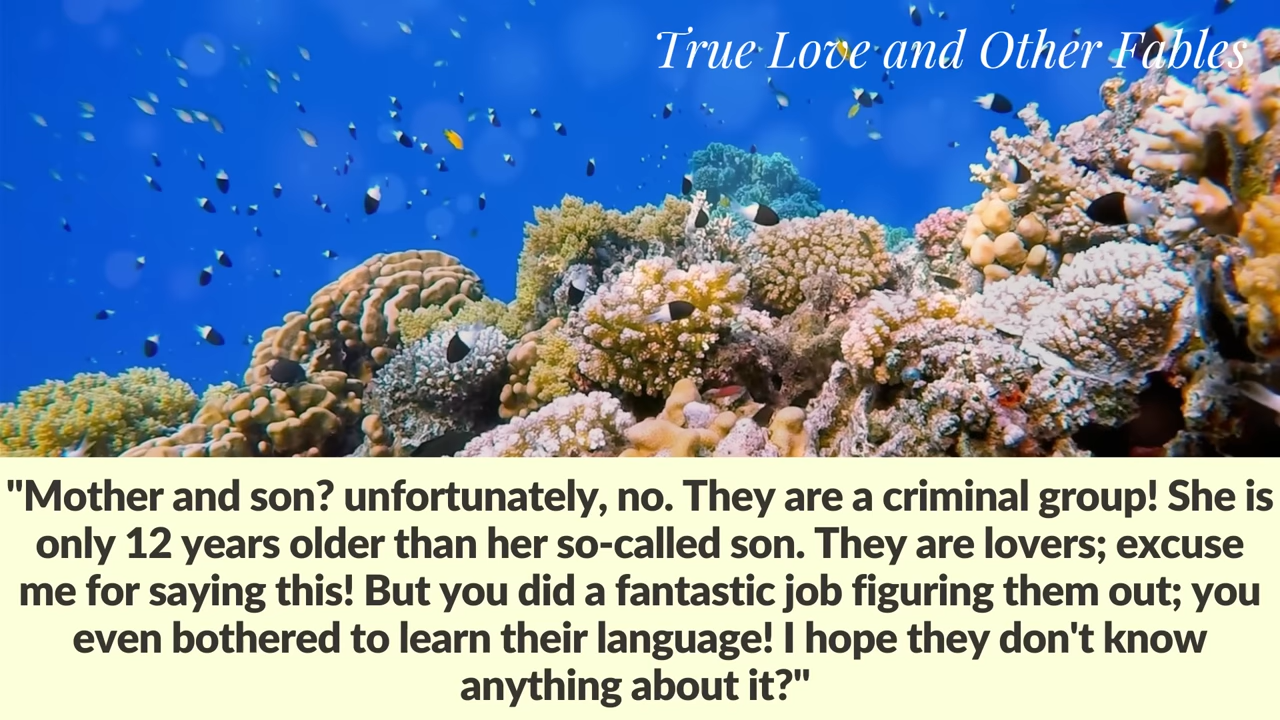 True Love and Other Fables
"Mother and son? unfortunately, no. They are a criminal group! She is
only 12 years older than her so-called son. They are lovers; excuse
me for saying this! But you did a fantastic job figuring them out; you
even bothered to learn their language! I hope they don't know
anything about it?"